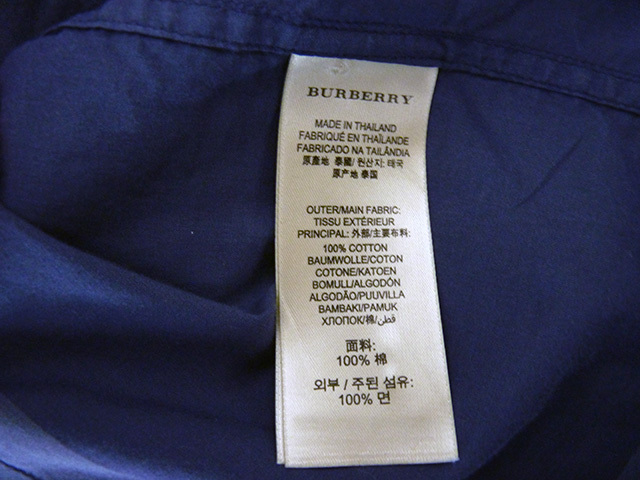 BURBERRY
MADE IN THAILAND
FABRIQUÉ EN THAÏLANDE
FABRICADO NA TAILÂNDIA
原產地 泰國/ 원산지: 태국
原产地 泰国
OUTER/MAIN FABRIC:
TISSU EXTÉRIEUR
PRINCIPAL: 外部/主要布料:
100% COTTON
BAUMWOLLE/COTON
COTONE/KATOEN
BOMULL/ALGODÓN
ALGODÃO/PUUVILLA
BAMBAKI/PAMUK
ХЛОПОК/棉/قطن
面料:
100% 棉
외부 / 주된 섬유:
100% 면